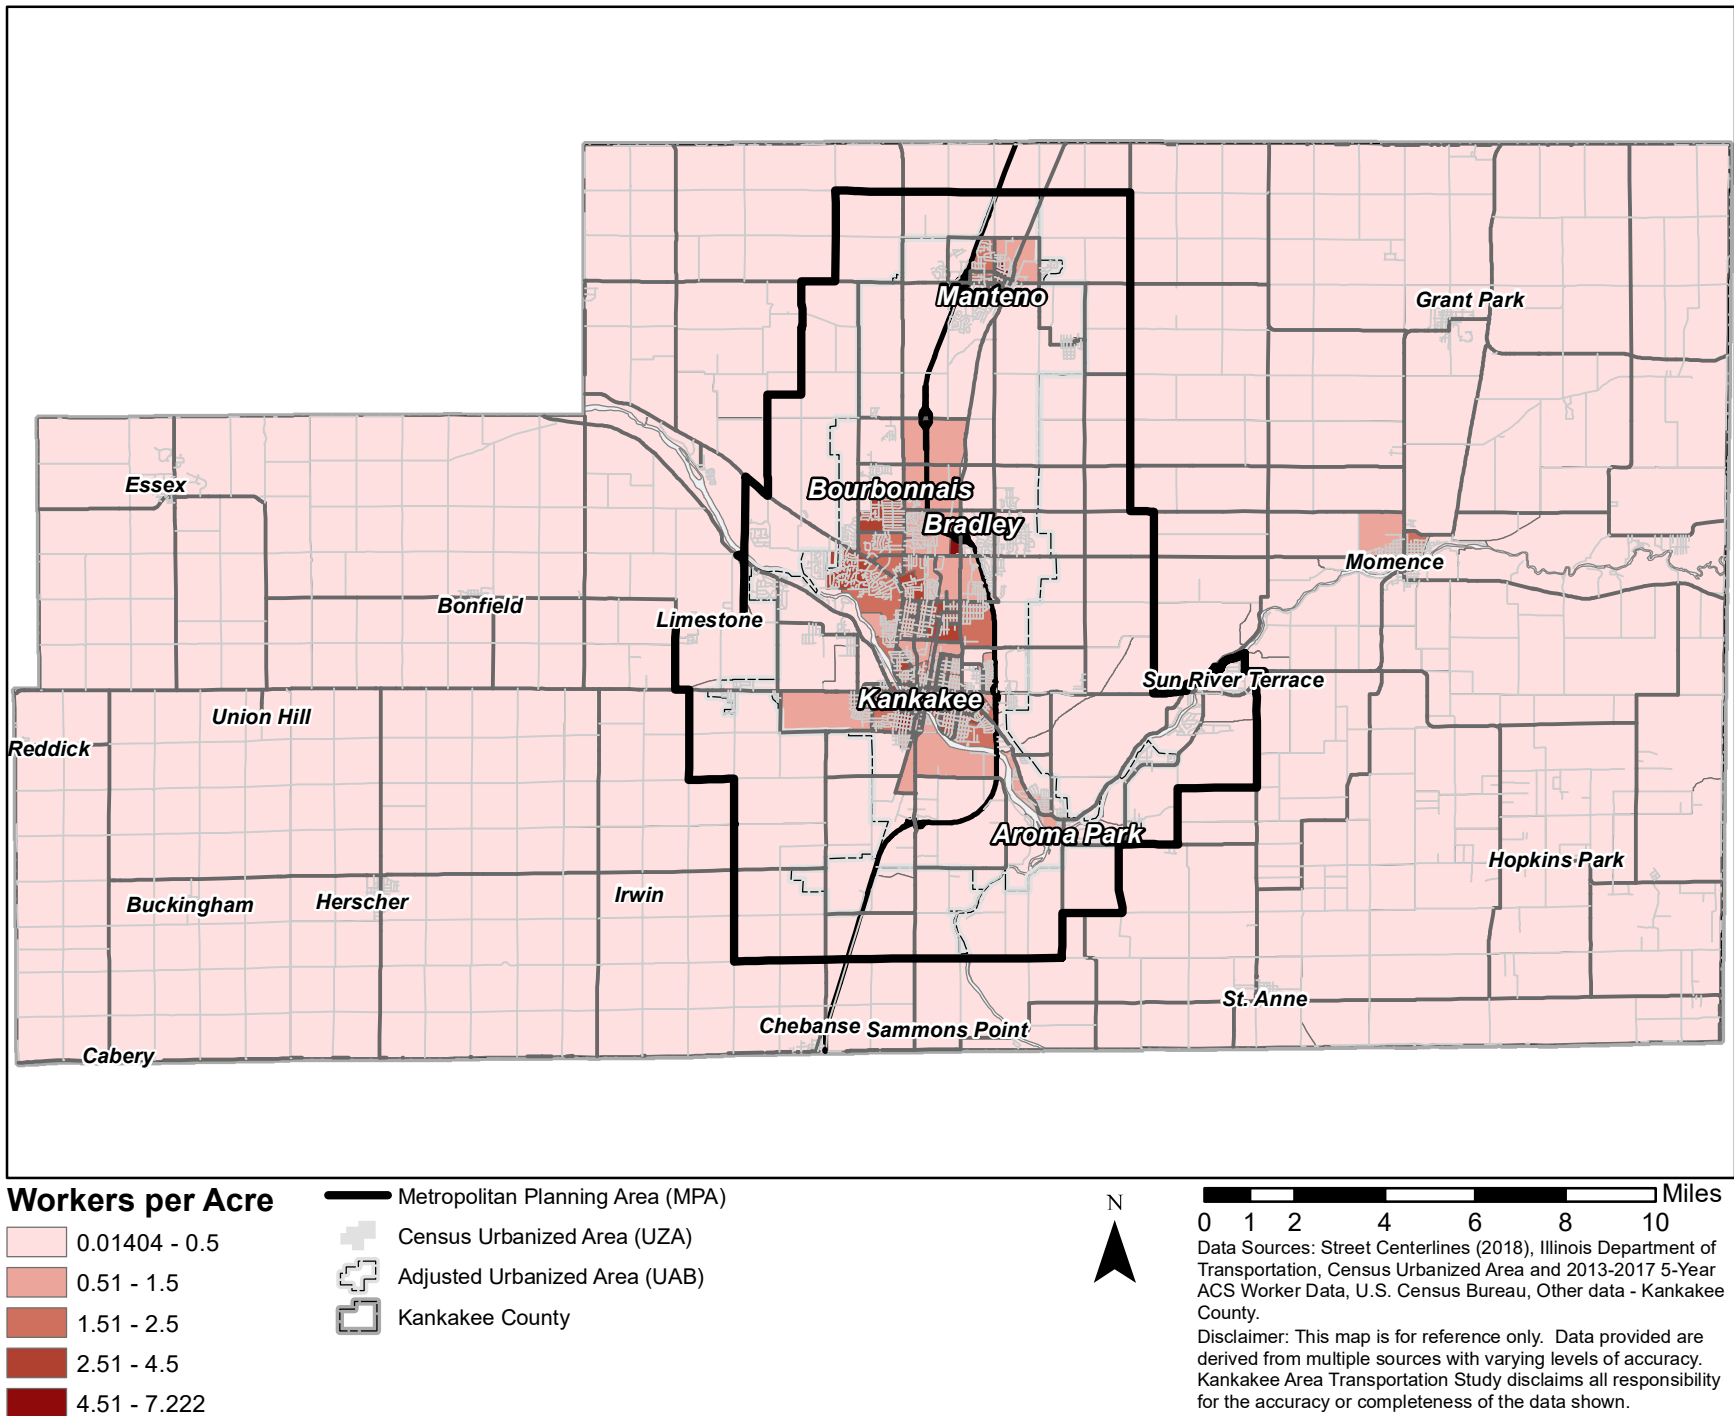 Manteno
Grant Park
Essex
Bourbonnais
Bradley
Momence
Bonfield
Limestone
Sun River Terrace
Kankakee
Union Hill
Reddick
Aroma Park
Hopkins Park
Buckingham
Herscher
Irwin
St. Anne
Chebanse
Sammons Point
Cabery
Workers per Acre
0.01404 - 0.5
0.51 - 1.5
1.51 - 2.5
2.51 - 4.5
4.51 - 7.222
Metropolitan Planning Area (MPA)
Census Urbanized Area (UZA)
Adjusted Urbanized Area (UAB)
Kankakee County
N
Miles
0 1 2 4 6 8 10
Data Sources: Street Centerlines (2018), Illinois Department of
Transportation, Census Urbanized Area and 2013-2017 5-Year
ACS Worker Data, U.S. Census Bureau, Other data - Kankakee
County.
Disclaimer: This map is for reference only. Data provided are
derived from multiple sources with varying levels of accuracy.
Kankakee Area Transportation Study disclaims all responsibility
for the accuracy or completeness of the data shown.